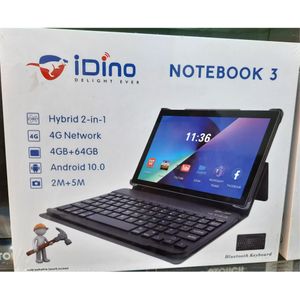 iDino
DELIGHT EVER
NOTEBOOK 3
Hybrid 2-in-1
4G
4G Network
4GB+64GB
Android 10.0
2M+5M
11:36
Bluetooth Keyboard